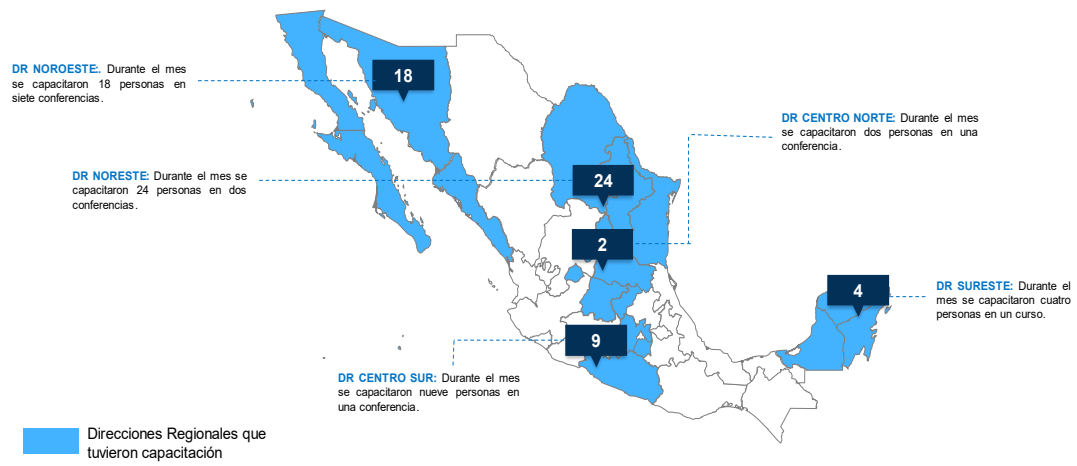 DR NOROESTE:. Durante el mes
se capacitaron 18 personas en
siete conferencias.
18
DR CENTRO NORTE: Durante el mes
se capacitaron dos personas en una
conferencia.
DR NORESTE: Durante el mes se
capacitaron 24 personas en dos
conferencias.
24
2
4
DR SURESTE: Durante el
mes se capacitaron cuatro
personas en un curso.
9
DR CENTRO SUR: Durante el mes
se capacitaron nueve personas en
una conferencia.
Direcciones Regionales que
tuvieron capacitación